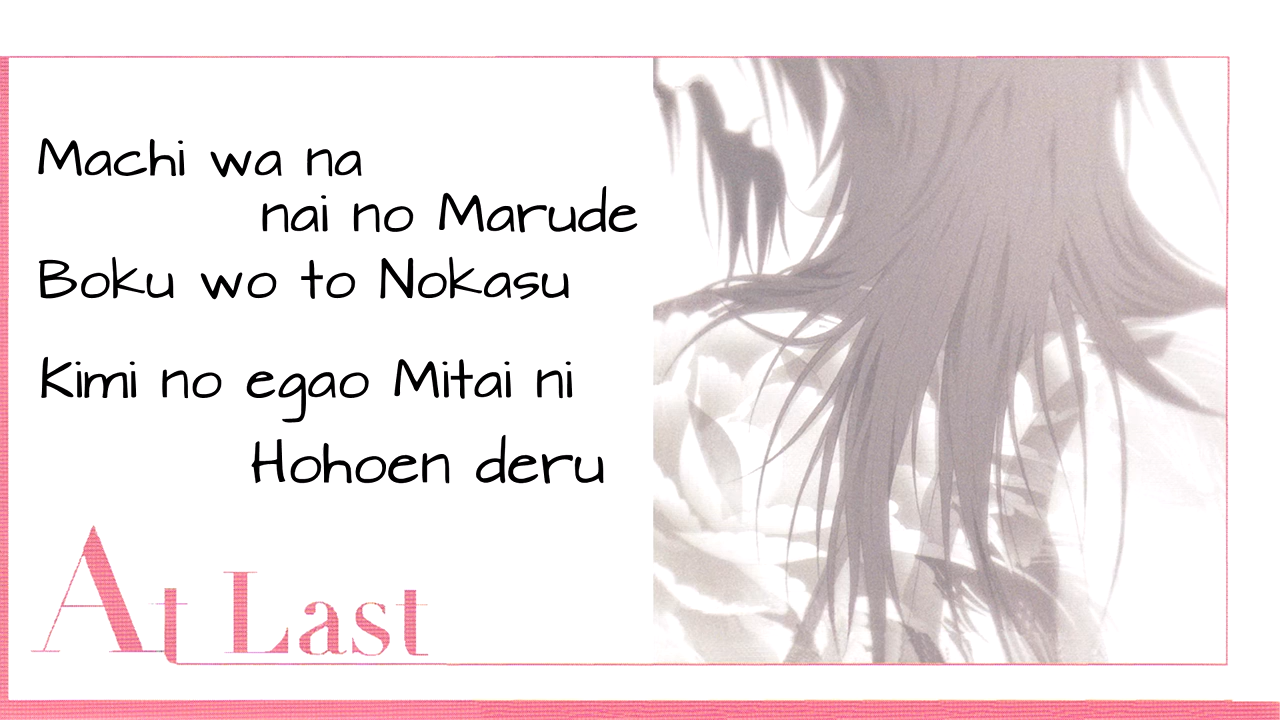 Machi wa na
nai no Marude
Boku wo to Nokasu
Kimi no egao Mitai ni
Hohoen deru
At Last